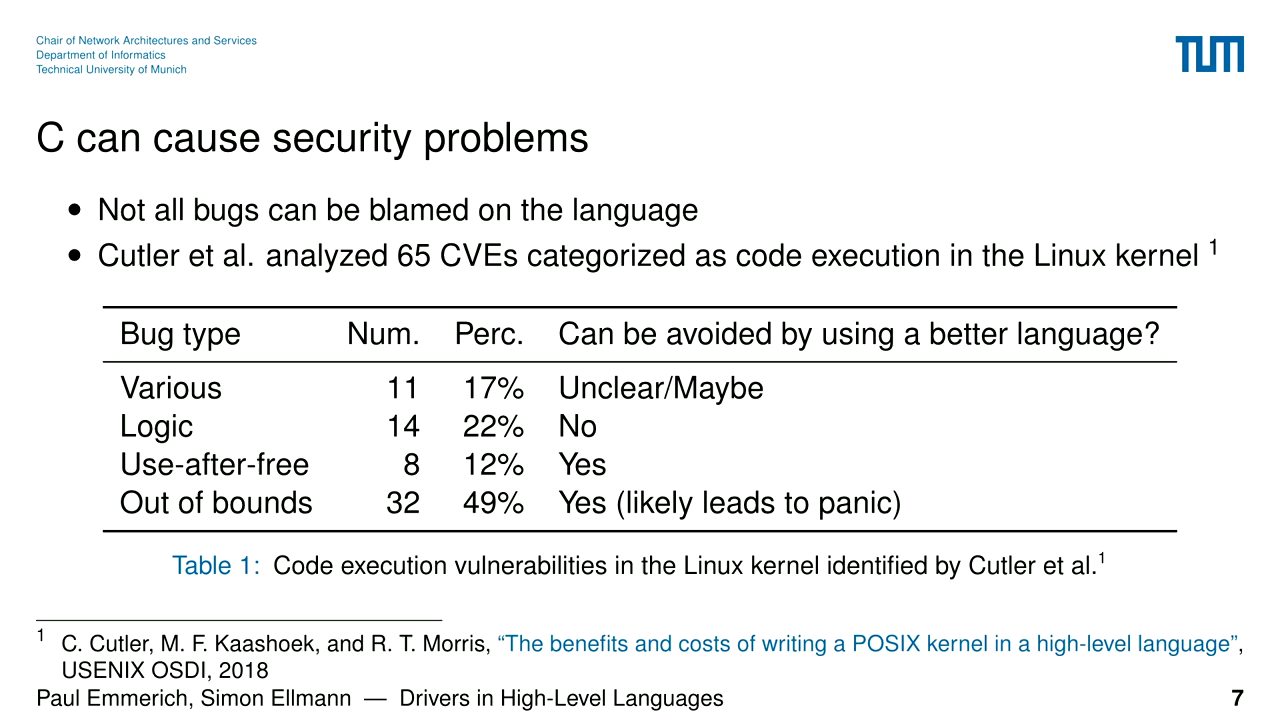 Chair of Network Architectures and Services
Department of Informatics
Technical University of Munich
TUM
C can cause security problems
• Not all bugs can be blamed on the language
• Cutler et al. analyzed 65 CVEs categorized as code execution in the Linux kernel 1
Bug type Num. Perc. Can be avoided by using a better language?
Various 11 17% Unclear/Maybe
Logic 14 22% No
Use-after-free 8 12% Yes
Out of bounds 32 49% Yes (likely leads to panic)
Table 1: Code execution vulnerabilities in the Linux kernel identified by Cutler et al.1
1 C. Cutler, M. F. Kaashoek, and R. T. Morris, “The benefits and costs of writing a POSIX kernel in a high-level language”,
USENIX OSDI, 2018
Paul Emmerich, Simon Ellmann — Drivers in High-Level Languages 7